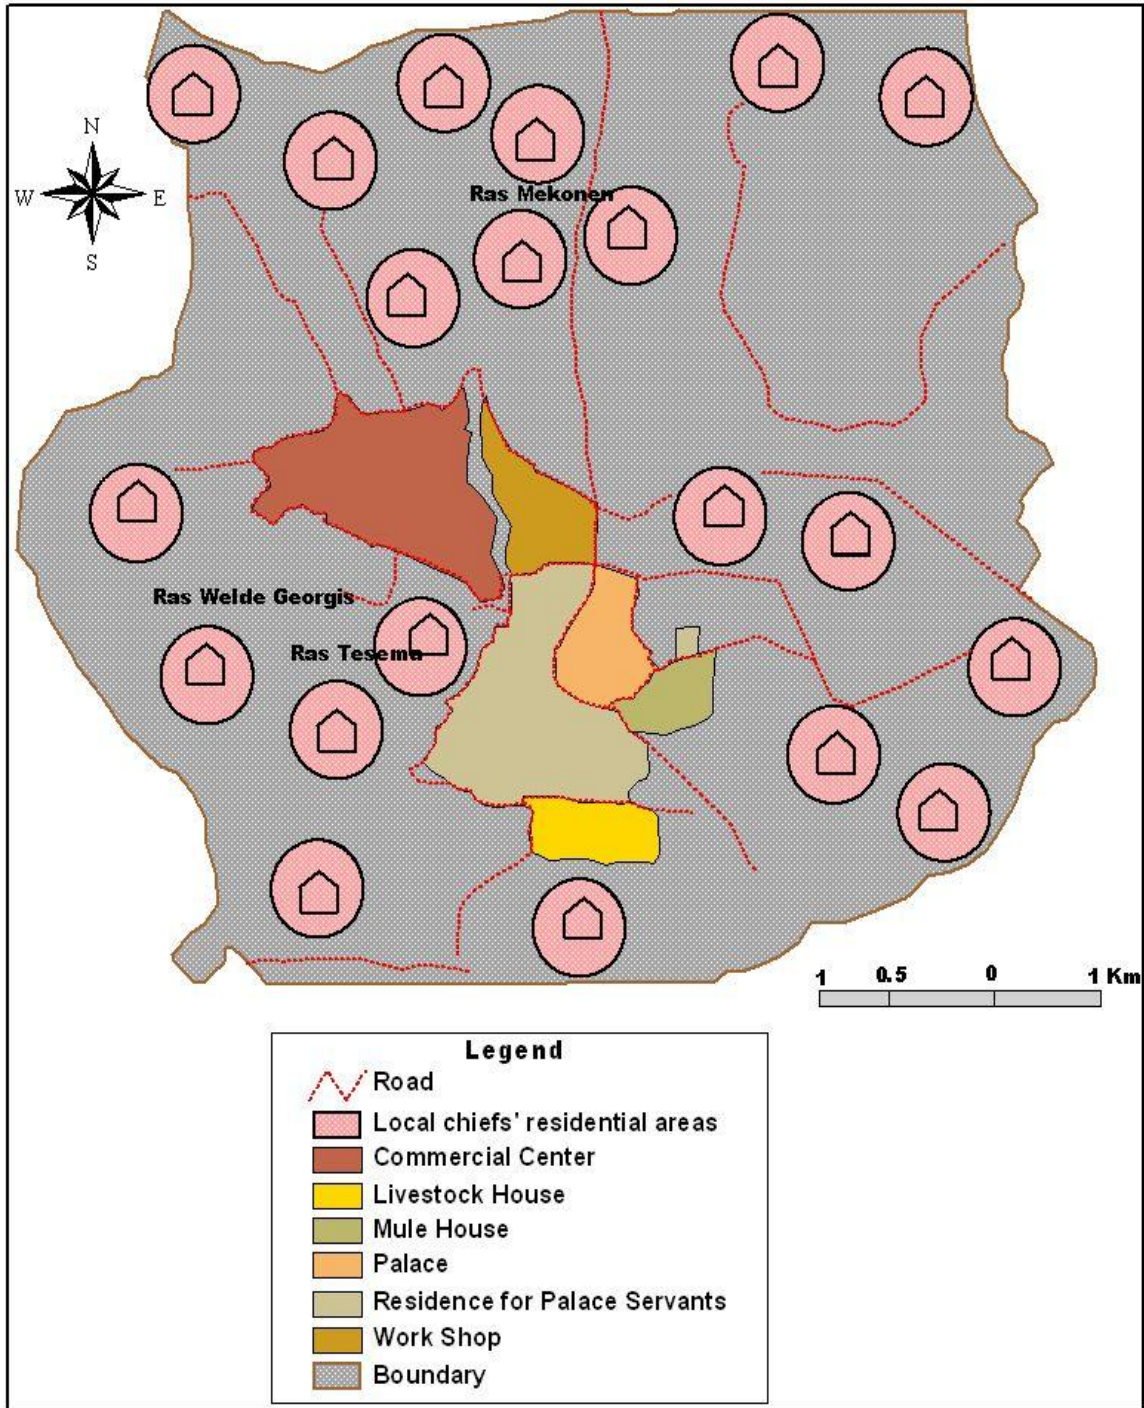 N
W E
S
Ras Mekonen
Ras Welde Georgis
Ras Tesema
1 0.5 0 1 Km
Legend
Road
Local chiefs' residential areas
Commercial Center
Livestock House
Mule House
Palace
Residence for Palace Servants
Work Shop
Boundary